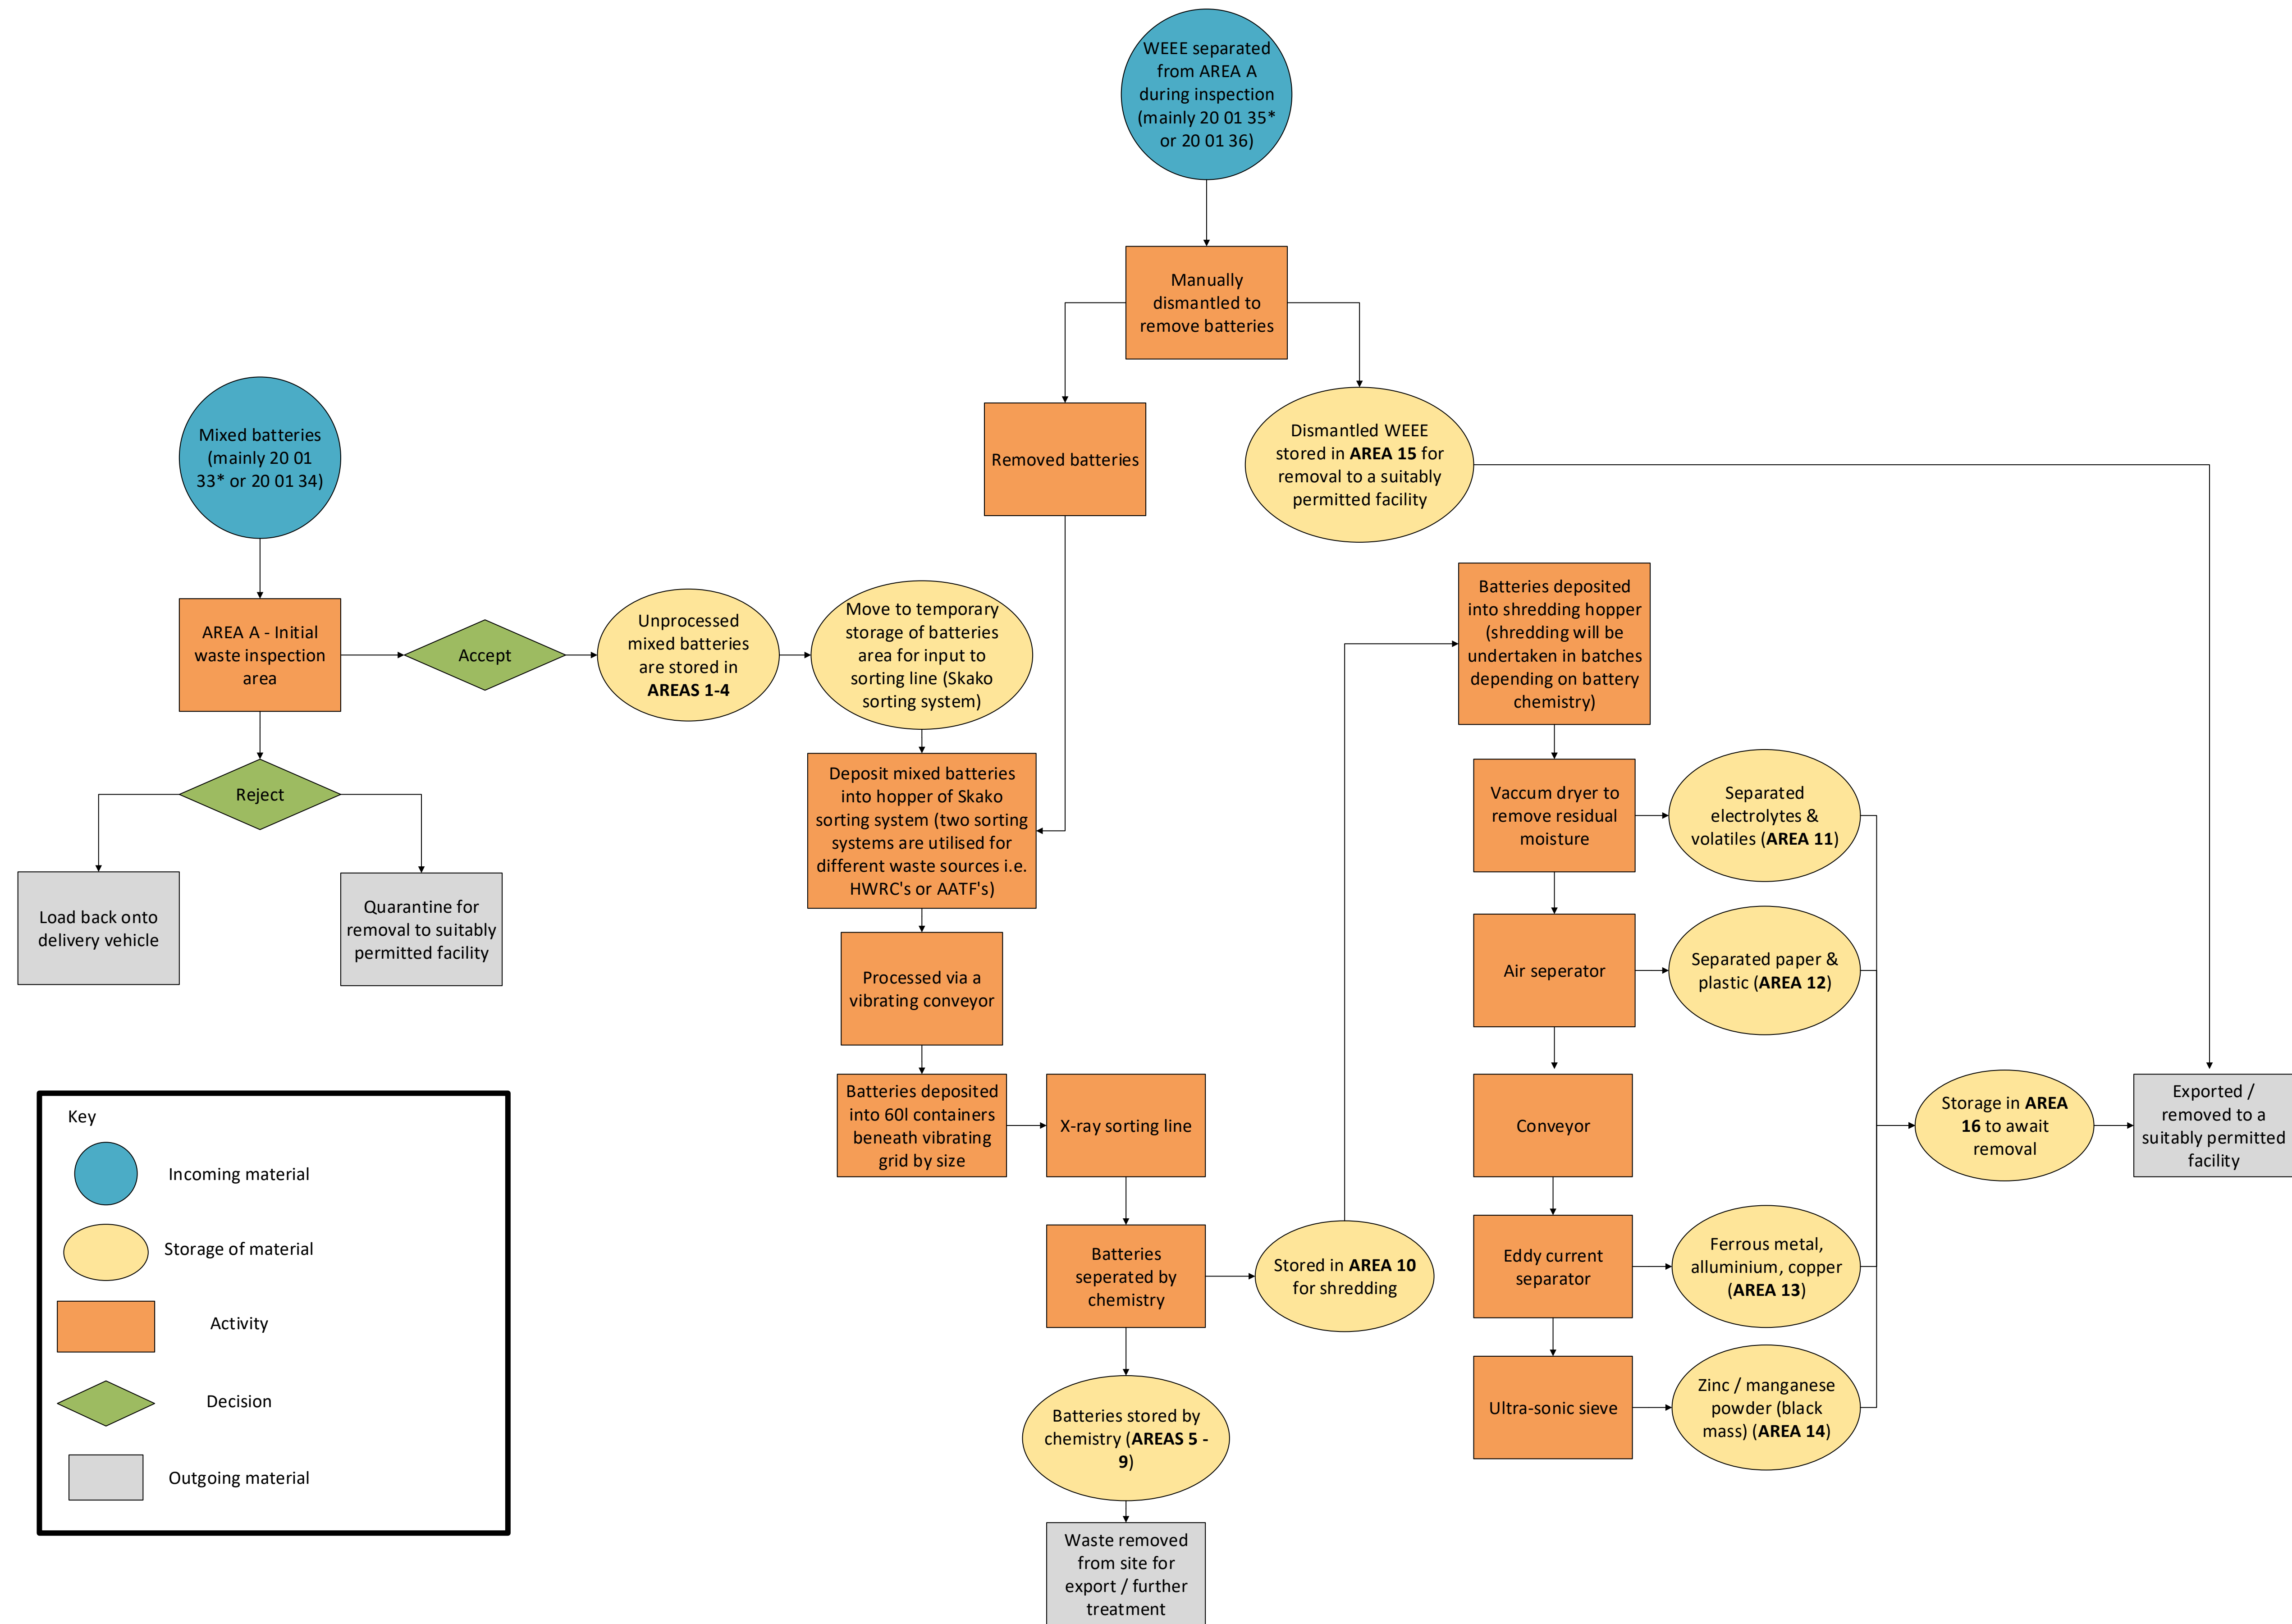 WEEE separated
from AREA A
during inspection
(mainly 20 01 35*
or 20 01 36)
Manually
dismantled to
remove batteries
Removed batteries
Dismantled WEEE
stored in AREA 15 for
removal to a suitably
permitted facility
Mixed batteries
(mainly 20 01
33* or 20 01 34)
AREA A - Initial
waste inspection
area
Accept
Unprocessed
mixed batteries
are stored in
AREAS 1-4
Move to temporary
storage of batteries
area for input to
sorting line (Skako
sorting system)
Reject
Load back onto
delivery vehicle
Quarantine for
removal to suitably
permitted facility
Deposit mixed batteries
into hopper of Skako
sorting system (two sorting
systems are utilised for
different waste sources i.e.
HWRC's or AATF's)
Processed via a
vibrating conveyor
Batteries deposited
into 60l containers
beneath vibrating
grid by size
X-ray sorting line
Batteries
seperated by
chemistry
Stored in AREA 10
for shredding
Batteries stored by
chemistry (AREAS 5 -
9)
Waste removed
from site for
export / further
treatment
Batteries deposited
into shredding hopper
(shredding will be
undertaken in batches
depending on battery
chemistry)
Vaccum dryer to
remove residual
moisture
Separated
electrolytes &
volatiles (AREA 11)
Air seperator
Separated paper &
plastic (AREA 12)
Conveyor
Eddy current
separator
Ferrous metal,
alluminium, copper
(AREA 13)
Ultra-sonic sieve
Zinc / manganese
powder (black
mass) (AREA 14)
Storage in AREA
16 to await
removal
Exported /
removed to a
suitably permitted
facility
Key
Incoming material
Storage of material
Activity
Decision
Outgoing material